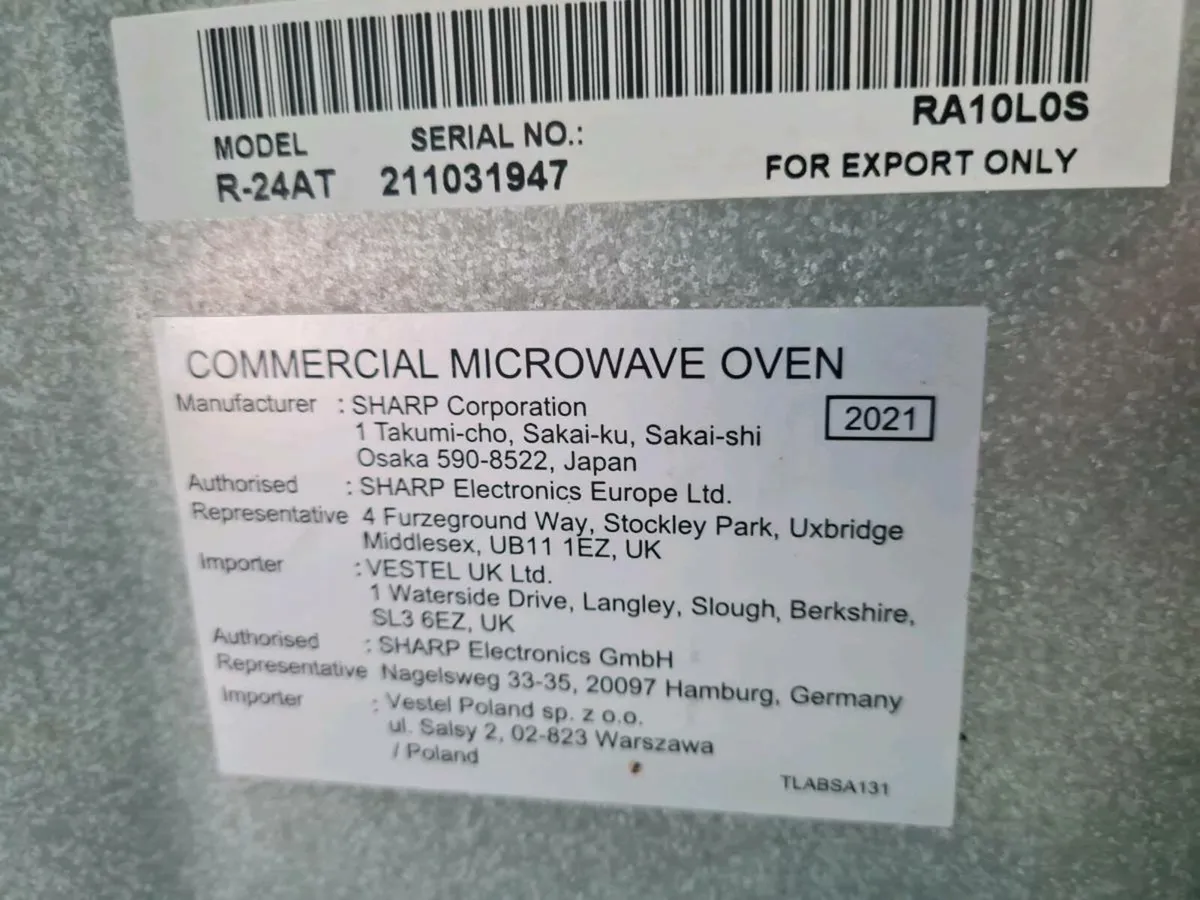 RA10L0S
MODEL SERIAL NO.:
R-24AT 211031947 FOR EXPORT ONLY
COMMERCIAL MICROWAVE OVEN
Manufacturer : SHARP Corporation
2021
1 Takumi-cho, Sakai-ku, Sakai-shi
Osaka 590-8522, Japan
Authorised : SHARP Electronics Europe Ltd.
Representative 4 Furzeground Way, Stockley Park, Uxbridge
Middlesex, UB11 1EZ, UK
Importer : VESTEL UK Ltd.
1 Waterside Drive, Langley, Slough, Berkshire,
SL3 6EZ, UK
Authorised : SHARP Electronics GmbH
Representative Nagelsweg 33-35, 20097 Hamburg, Germany
Importer : Vestel Poland sp. z o.o.
ul. Salsy 2, 02-823 Warszawa
/ Poland
TLABSA131